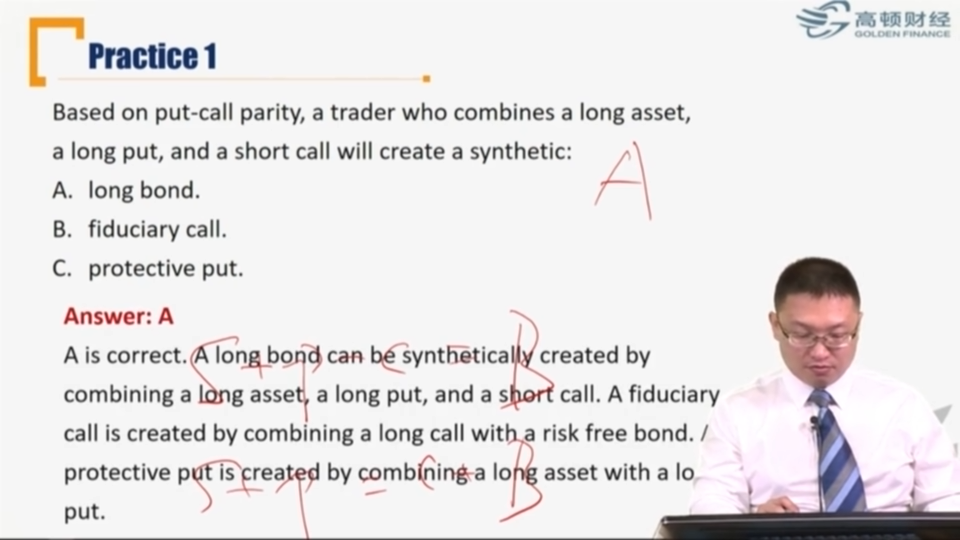 高顿财经
GOLDEN FINANCE
Practice 1
Based on put-call parity, a trader who combines a long asset,
a long put, and a short call will create a synthetic:
A
A. long bond.
B. fiduciary call.
C. protective put.
Answer: A
A is correct. A long bond can be synthetically created by
combining a long asset, a long put, and a short call. A fiduciary
call is created by combining a long call with a risk free bond.
protective put is created by combining a long asset with a lo
put.
S + P - C = B
S + P = C + B